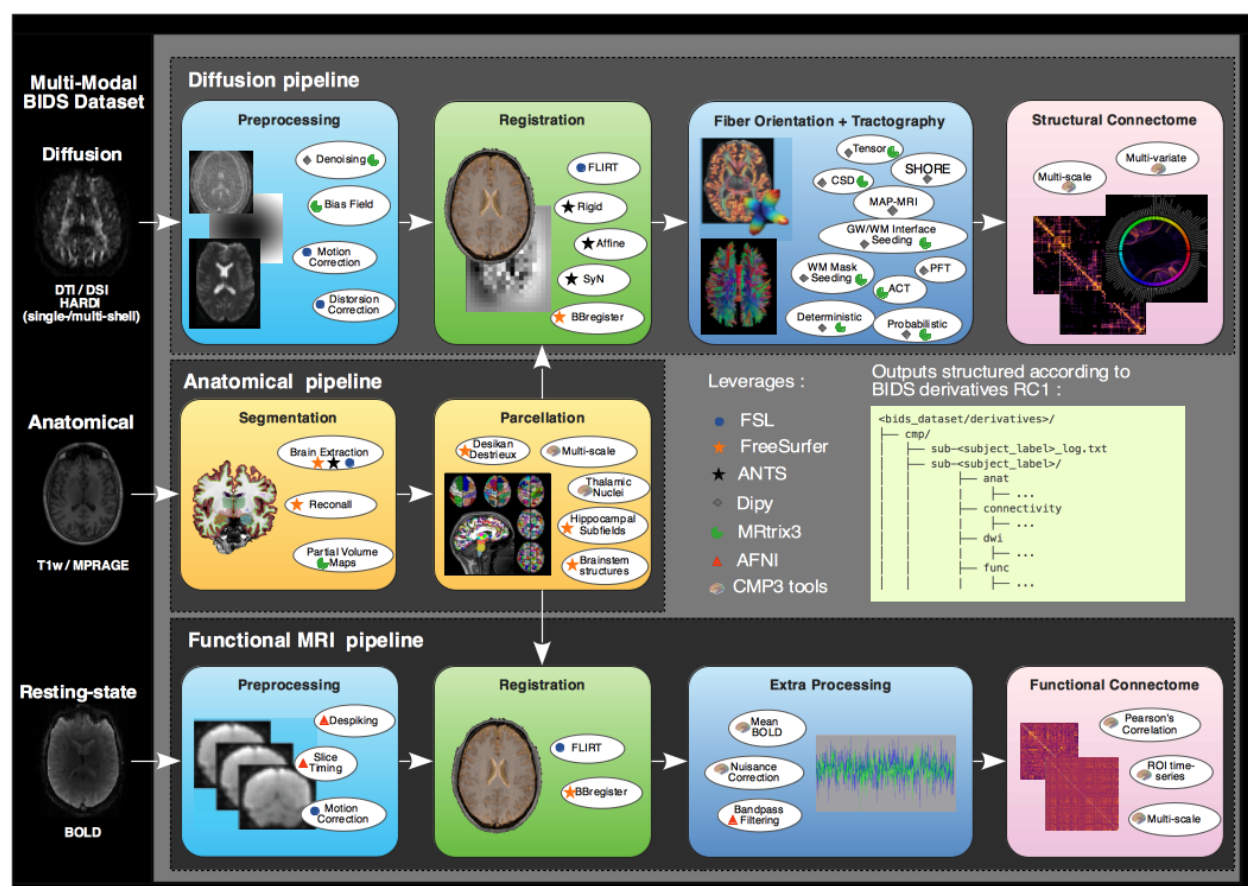 Multi-Modal
BIDS Dataset
Diffusion
DTI / DSI
HARDI
(single-/multi-shell)
Anatomical
T1w / MPRAGE
Resting-state
BOLD
Diffusion pipeline
Preprocessing
Denoising
Bias Field
Motion
Correction
Distorsion
Correction
Registration
FLIRT
Rigid
Affine
SyN
BBregister
Fiber Orientation + Tractography
Tensor
SHORE
CSD
MAP-MRI
GW/WM Interface
Seeding
WM Mask
Seeding
PFT
ACT
Deterministic
Probabilistic
Structural Connectome
Multi-variate
Multi-scale
Anatomical pipeline
Segmentation
Brain Extraction
Reconall
Partial Volume
Maps
Parcellation
Desikan
Destrieux
Multi-scale
Thalamic
Nuclei
Hippocampal
Subfields
Brainstem
structures
Leverages :
FSL
FreeSurfer
ANTS
Dipy
MRtrix3
AFNI
CMP3 tools
Outputs structured according to
BIDS derivatives RC1 :
<bids_dataset/derivatives>/
├── cmp/
│   ├── sub-<subject_label>_log.txt
│   ├── sub-<subject_label>/
│   │   ├── anat
│   │   │   ├── ...
│   │   ├── connectivity
│   │   │   ├── ...
│   │   ├── dwi
│   │   │   ├── ...
│   │   ├── func
│   │   │   ├── ...
Functional MRI pipeline
Preprocessing
Despiking
Slice
Timing
Motion
Correction
Registration
FLIRT
BBregister
Extra Processing
Mean
BOLD
Nuisance
Correction
Bandpass
Filtering
Functional Connectome
Pearson's
Correlation
ROI time-
series
Multi-scale